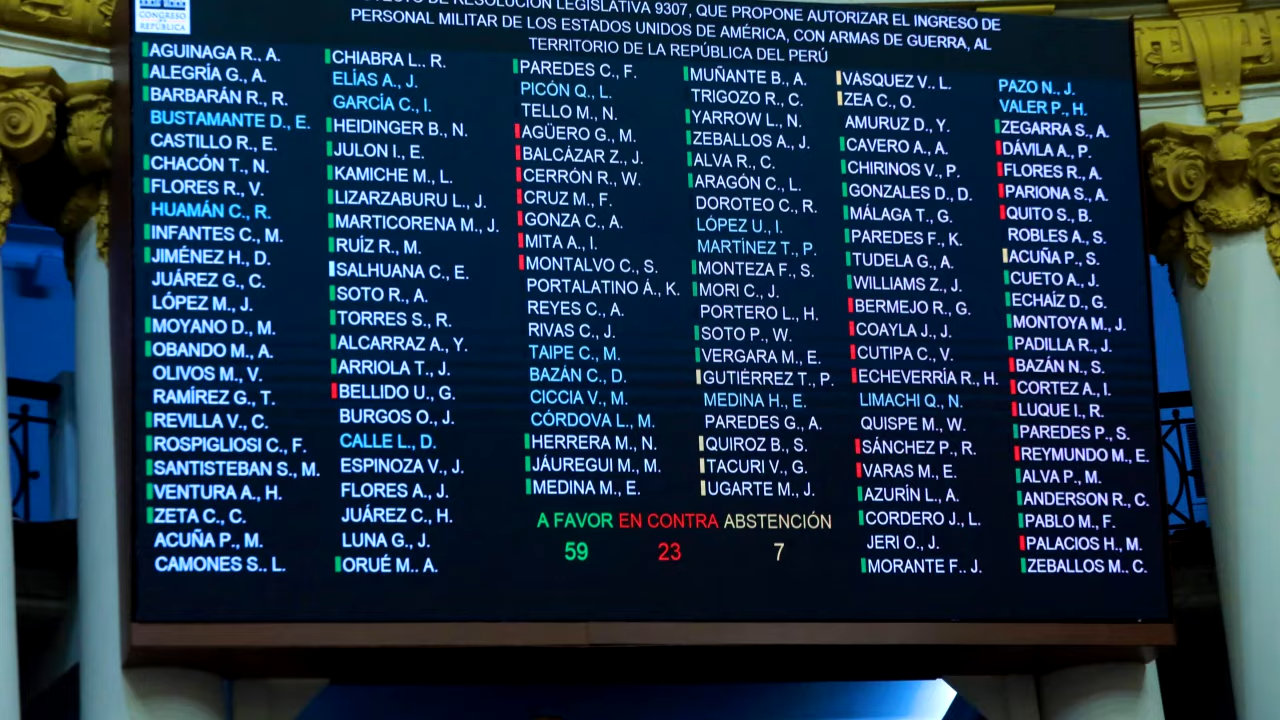 CONGRESO
REPÚBLICA
DE RESOLUCIÓN LEGISLATIVA 9307, QUE PROPONE AUTORIZAR EL INGRESO DE
PERSONAL MILITAR DE LOS ESTADOS UNIDOS DE AMÉRICA, CON ARMAS DE GUERRA, AL
TERRITORIO DE LA REPÚBLICA DEL PERÚ
AGUINAGA R., A.
ALEGRÍA G., A.
BARBARÁN R., R.
BUSTAMANTE D., E.
CASTILLO R., E.
CHACÓN T., N.
FLORES R., V.
HUAMÁN C., R.
INFANTES C., M.
JIMÉNEZ H., D.
JUÁREZ G., C.
LÓPEZ M., J.
MOYANO D., M.
OBANDO M., A.
OLIVOS M., V.
RAMÍREZ G., T.
REVILLA V., C.
ROSPIGLIOSI C., F.
SANTISTEBAN S., M.
VENTURA A., H.
ZETA C., C.
ACUÑA P., M.
CAMONES S.. L.
CHIABRA L., R.
ELÍAS A., J.
GARCÍA C., I.
HEIDINGER B., N.
JULON I., E.
KAMICHE M., L.
LIZARZABURU L., J.
MARTICORENA M., J.
RUÍZ R., M.
SALHUANA C., E.
SOTO R., A.
TORRES S., R.
ALCARRAZ A., Y.
ARRIOLA T., J.
BELLIDO U., G.
BURGOS O., J.
CALLE L., D.
ESPINOZA V., J.
FLORES A., J.
JUÁREZ C., H.
LUNA G., J.
ORUÉ M.. A.
PAREDES C., F.
PICÓN Q., L.
TELLO M., N.
AGÜERO G., M.
BALCÁZAR Z., J.
CERRÓN R., W.
CRUZ M., F.
GONZA C., A.
MITA A., I.
MONTALVO C., S.
PORTALATINO Á., K.
REYES C., A.
RIVAS C., J.
TAIPE C., M.
BAZÁN C., D.
CICCIA V., M.
CÓRDOVA L., M.
HERRERA M., N.
JÁUREGUI M., M.
MEDINA M., E.
MUÑANTE B., A.
TRIGOZO R., C.
YARROW L., N.
ZEBALLOS A., J.
ALVA R., C.
ARAGÓN C., L.
DOROTEO C., R.
LÓPEZ U., I.
MARTÍNEZ T., P.
MONTEZA F., S.
MORI C., J.
PORTERO L., H.
SOTO P., W.
VERGARA M., E.
GUTIÉRREZ T., P.
MEDINA H., E.
PAREDES G., A.
QUIROZ B., S.
TACURI V., G.
UGARTE M., J.
VASQUEZ V.. L.
ZEA C., O.
AMURUZ D., Y.
CAVERO A., A.
CHIRINOS V., P.
GONZALES D., D.
MÁLAGA T., G.
PAREDES F., K.
TUDELA G., A.
WILLIAMS Z., J.
BERMEJO R., G.
COAYLA J., J.
CUTIPA C., V.
ECHEVERRÍA R., H.
LIMACHI Q., N.
QUISPE M., W.
SÁNCHEZ P., R.
VARAS M., E.
AZURÍN L., A.
CORDERO J., L.
JERI O., J.
MORANTE F.. J.
PAZO N., J.
VALER P., H.
ZEGARRA S., A.
DÁVILA A., P.
FLORES R., A.
PARIONA S., A.
QUITO S., B.
ROBLES A., S.
ACUÑA P., S.
CUETO A., J.
ECHAÍZ D., G.
MONTOYA M., J.
PADILLA R., J.
BAZÁN N., S.
CORTEZ A., I.
LUQUE I., R.
PAREDES P., S.
REYMUNDO M., E.
ALVA P., M.
ANDERSON R., C.
PABLO M., F.
PALACIOS H., M.
ZEBALLOS M.. C.
A FAVOR EN CONTRA ABSTENCIÓN
59 23 7